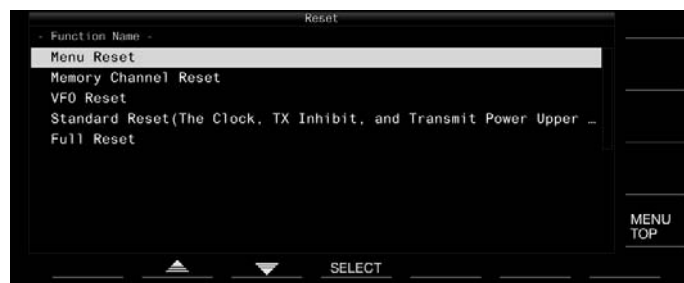 Reset
- Function Name -
Menu Reset
Memory Channel Reset
VFO Reset
Standard Reset(The Clock, TX Inhibit, and Transmit Power Upper …
Full Reset
MENU
TOP
SELECT